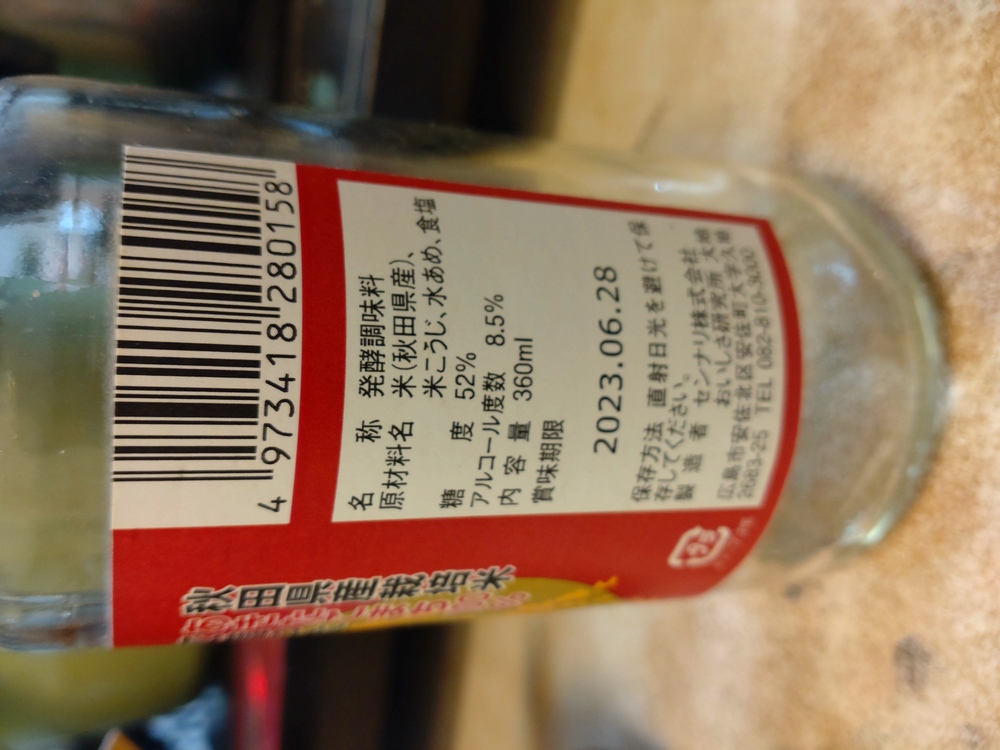 4 973418 280158
名称 発酵調味料
原材料名 米(秋田県産)、
米こうじ、水あめ、食塩
糖度 52%
アルコール度数 8.5%
内容量 360ml
賞味期限
2023.06.28
保存方法 直射日光を避けて保
存してください。
製造者 センナリ株式会社
おいしさ研究所
広島市安佐北区安佐町大字久地
2683-25 TEL 082-810-3000
秋田県産栽培米
あきたこまち